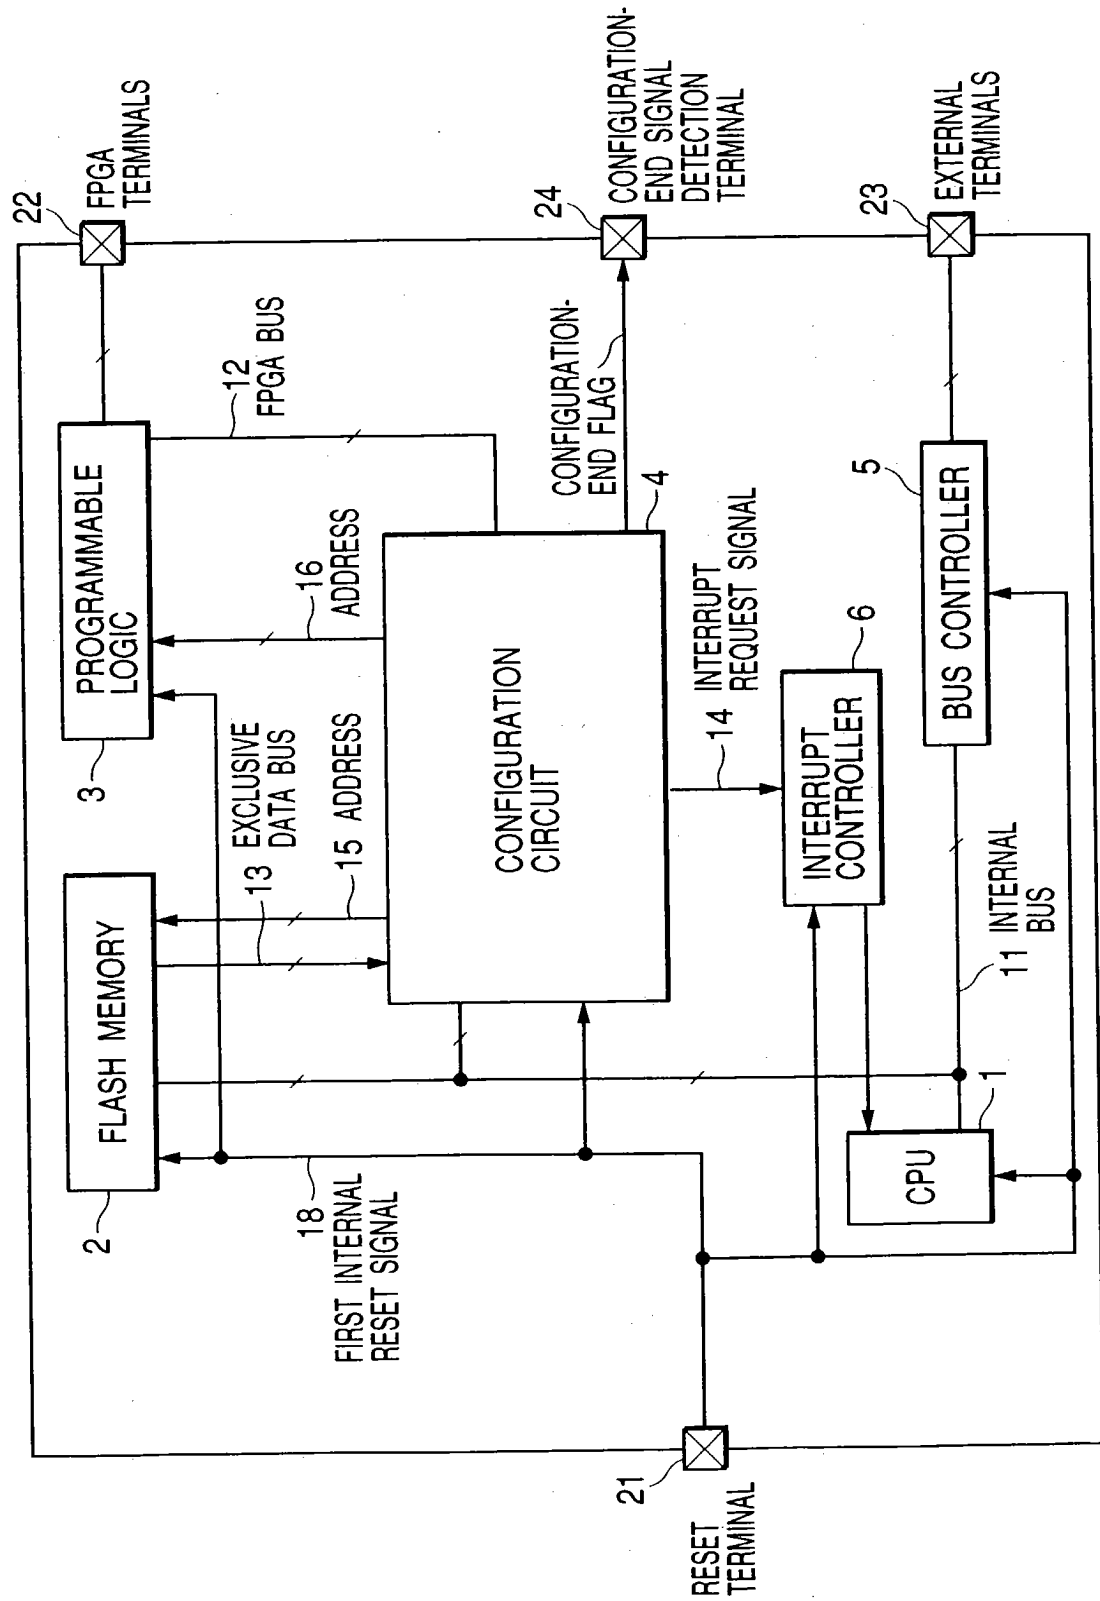 22
FPGA
TERMINALS
24
CONFIGURATION-
END SIGNAL
DETECTION
TERMINAL
23
EXTERNAL
TERMINALS
12
FPGA BUS
CONFIGURATION-
END FLAG
PROGRAMMABLE
LOGIC
3
16
ADDRESS
4
5
BUS CONTROLLER
INTERRUPT
REQUEST SIGNAL
14
6
INTERRUPT
CONTROLLER
EXCLUSIVE
DATA BUS
13
15 ADDRESS
CONFIGURATION
CIRCUIT
FLASH MEMORY
2
INTERNAL
BUS
11
1
CPU
18
FIRST INTERNAL
RESET SIGNAL
21
RESET
TERMINAL